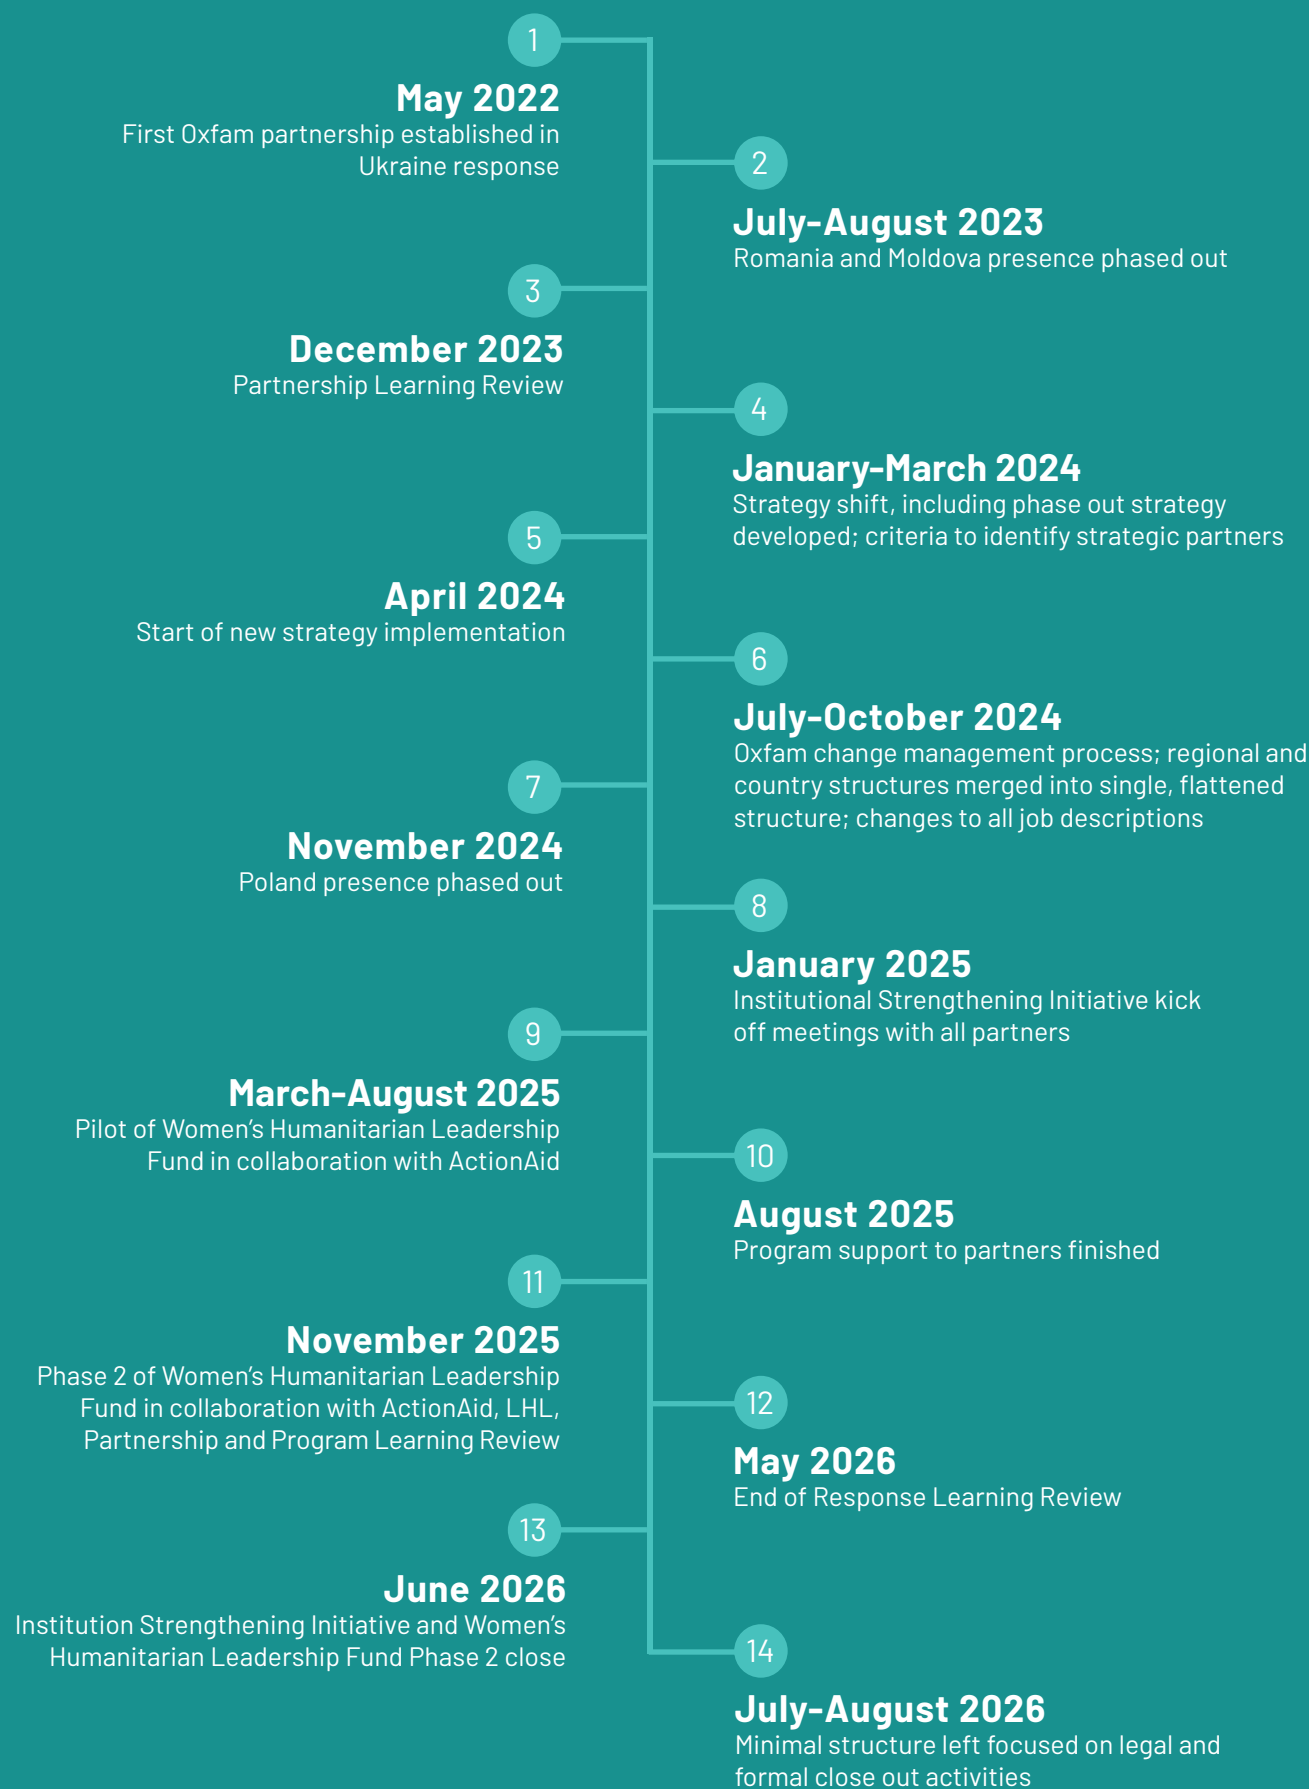 1
May 2022
First Oxfam partnership established in
Ukraine response
2
July-August 2023
Romania and Moldova presence phased out
3
December 2023
Partnership Learning Review
4
January-March 2024
Strategy shift, including phase out strategy
developed; criteria to identify strategic partners
5
April 2024
Start of new strategy implementation
6
July-October 2024
Oxfam change management process; regional and
country structures merged into single, flattened
structure; changes to all job descriptions
7
November 2024
Poland presence phased out
8
January 2025
Institutional Strengthening Initiative kick
off meetings with all partners
9
March-August 2025
Pilot of Women’s Humanitarian Leadership
Fund in collaboration with ActionAid
10
August 2025
Program support to partners finished
11
November 2025
Phase 2 of Women’s Humanitarian Leadership
Fund in collaboration with ActionAid, LHL,
Partnership and Program Learning Review
12
May 2026
End of Response Learning Review
13
June 2026
Institution Strengthening Initiative and Women’s
Humanitarian Leadership Fund Phase 2 close
14
July-August 2026
Minimal structure left focused on legal and
formal close out activities